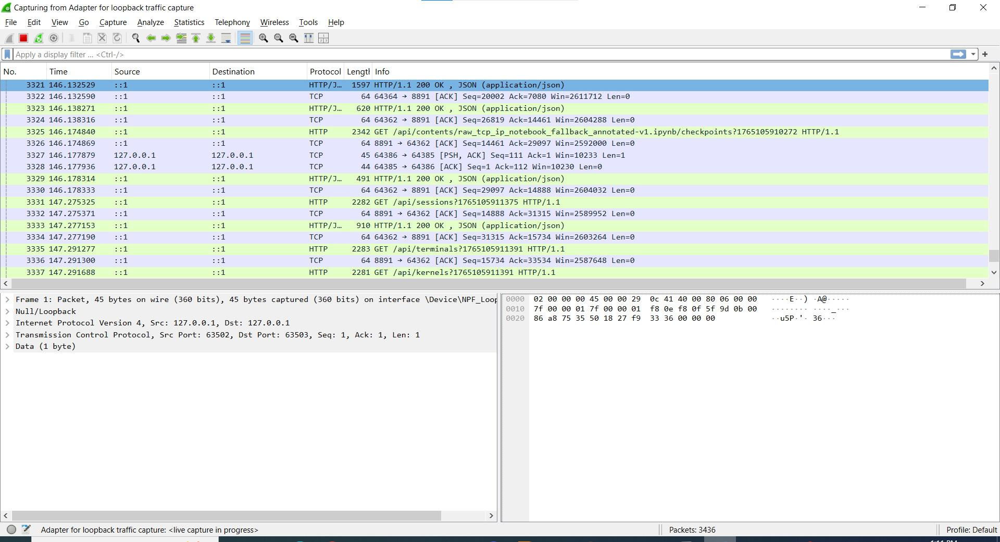 Capturing from Adapter for loopback traffic capture
File Edit View Go Capture Analyze Statistics Telephony Wireless Tools Help
Apply a display filter ... <Ctrl-/>
No. Time Source Destination Protocol Length Info
3321 146.132529 ::1 ::1 HTTP/J… 1597 HTTP/1.1 200 OK , JSON (application/json)
3322 146.132590 ::1 ::1 TCP 64 64364 → 8891 [ACK] Seq=20002 Ack=7080 Win=2611712 Len=0
3323 146.138271 ::1 ::1 HTTP/J… 620 HTTP/1.1 200 OK , JSON (application/json)
3324 146.138316 ::1 ::1 TCP 64 64362 → 8891 [ACK] Seq=26819 Ack=14461 Win=2604288 Len=0
3325 146.174840 ::1 ::1 HTTP 2342 GET /api/contents/raw_tcp_ip_notebook_fallback_annotated-v1.ipynb/checkpoints?1765105910272 HTTP/1.1
3326 146.174869 ::1 ::1 TCP 64 8891 → 64362 [ACK] Seq=14461 Ack=29097 Win=2592000 Len=0
3327 146.177879 127.0.0.1 127.0.0.1 TCP 45 64386 → 64385 [PSH, ACK] Seq=111 Ack=1 Win=10233 Len=1
3328 146.177936 127.0.0.1 127.0.0.1 TCP 44 64385 → 64386 [ACK] Seq=1 Ack=112 Win=10230 Len=0
3329 146.178314 ::1 ::1 HTTP/J… 491 HTTP/1.1 200 OK , JSON (application/json)
3330 146.178333 ::1 ::1 TCP 64 64362 → 8891 [ACK] Seq=29097 Ack=14888 Win=2604032 Len=0
3331 147.275325 ::1 ::1 HTTP 2282 GET /api/sessions?1765105911375 HTTP/1.1
3332 147.275371 ::1 ::1 TCP 64 8891 → 64362 [ACK] Seq=14888 Ack=31315 Win=2589952 Len=0
3333 147.277153 ::1 ::1 HTTP/J… 910 HTTP/1.1 200 OK , JSON (application/json)
3334 147.277190 ::1 ::1 TCP 64 64362 → 8891 [ACK] Seq=31315 Ack=15734 Win=2603264 Len=0
3335 147.291277 ::1 ::1 HTTP 2283 GET /api/terminals?1765105911391 HTTP/1.1
3336 147.291300 ::1 ::1 TCP 64 8891 → 64362 [ACK] Seq=15734 Ack=33534 Win=2587648 Len=0
3337 147.291688 ::1 ::1 HTTP 2281 GET /api/kernels?1765105911391 HTTP/1.1
Frame 1: Packet, 45 bytes on wire (360 bits), 45 bytes captured (360 bits) on interface \Device\NPF_Loop
Null/Loopback
Internet Protocol Version 4, Src: 127.0.0.1, Dst: 127.0.0.1
Transmission Control Protocol, Src Port: 63502, Dst Port: 63503, Seq: 1, Ack: 1, Len: 1
Data (1 byte)
0000 02 00 00 00 45 00 00 29 0c 41 40 00 80 06 00 00 ····E··) ·A@·····
0010 7f 00 00 01 7f 00 00 01 f8 0e f8 0f 5f 9d 0b 00 ········ ····_···
0020 86 a8 75 35 50 18 27 f9 33 36 00 00 00 ··u5P·'· 36···
Adapter for loopback traffic capture: <live capture in progress>
Packets: 3436
Profile: Default